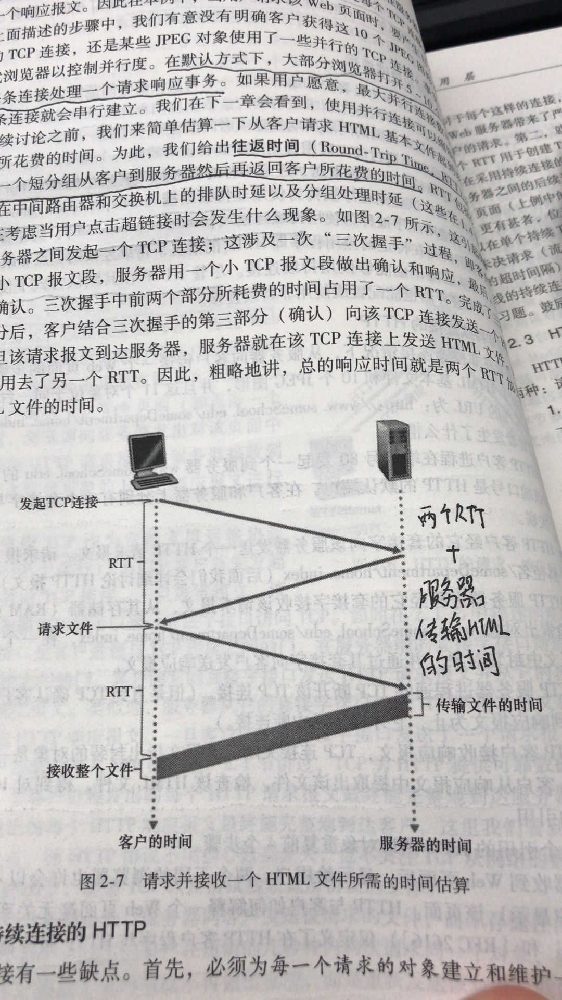 一个响应报文。因此在本例中，
Web 页面时，要产生
上面描述的步骤中，我们有意没有明确客户获得这 10 个 JPEG
TCP 连接，还是某些 JPEG 对象使用了一些并行的 TCP 连接。
浏览器以控制并行度。在默认方式下，大部分浏览器打开 5 ~ 10
条连接处理一个请求响应事务。如果用户愿意，最大并行连接数
条连接就会串行建立。我们在下一章会看到，使用并行连接可以缩短
续讨论之前，我们来简单估算一下从客户请求 HTML 基本文件起到
所花费的时间。为此，我们给出往返时间（Round-Trip Time，RTT
一个短分组从客户到服务器然后再返回客户所花费的时间。RTT 包括
在中间路由器和交换机上的排队时延以及分组处理时延（这些在 1.4
考虑当用户点击超链接时会发生什么现象。如图 2-7 所示，这引起
务器之间发起一个 TCP 连接；这涉及一次“三次握手”过程，即客
小 TCP 报文段，服务器用一个小 TCP 报文段做出确认和响应，最后，
确认。三次握手中前两个部分所耗费的时间占用了一个 RTT。完成了
分后，客户结合三次握手的第三部分（确认）向该 TCP 连接发送一个
旦该请求报文到达服务器，服务器就在该 TCP 连接上发送 HTML 文件。
用去了另一个 RTT。因此，粗略地讲，总的响应时间就是两个 RTT 加
L 文件的时间。
发起TCP连接
RTT
请求文件
RTT
接收整个文件
客户的时间
两个RTT
+
服务器
传输HTML
的时间
传输文件的时间
服务器的时间
图 2-7 请求并接收一个 HTML 文件所需的时间估算
持续连接的 HTTP
接有一些缺点。首先，必须为每一个请求的对象建立和维护一
用 层
对于每个这样的连接，
Web 服务器带来了严
户的请求。第二，就
个 RTT 用于创建 T
在采用持续连接的
务器之间的后续
页面（上例中的
更有甚者，位
以在单个持续 T
未决请求（流
的超时间隔）
线的持续连
习题。鼓励
2.3 HT
HTTP
两种：请
1.